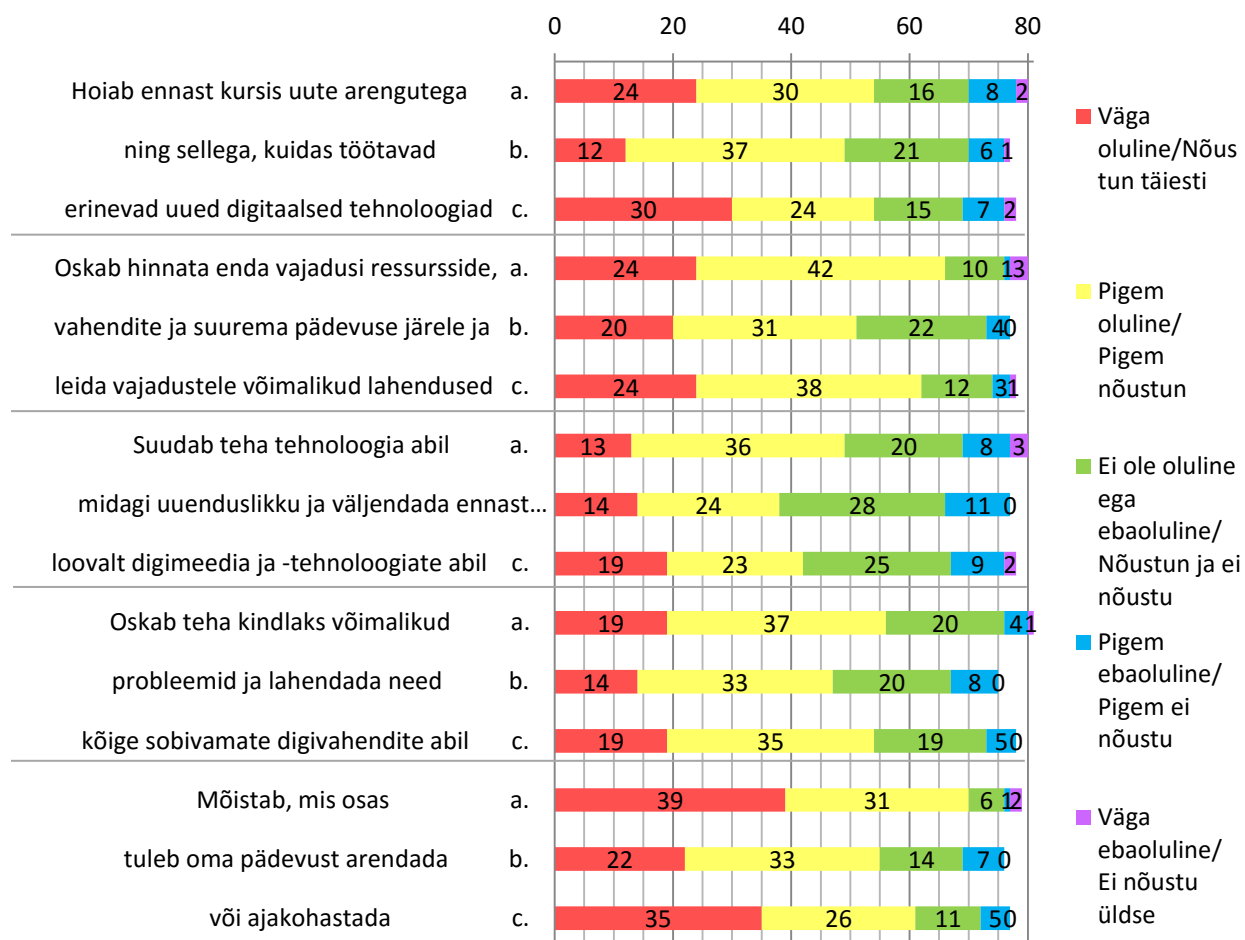 0 20 40 60 80
Hoiab ennast kursis uute arengutega a. 24 30 16 8 2
ning sellega, kuidas töötavad b. 12 37 21 6 1
erinevad uued digitaalsed tehnoloogiad c. 30 24 15 7 2
Oskab hinnata enda vajadusi ressursside, a. 24 42 10 1 3
vahendite ja suurema pädevuse järele ja b. 20 31 22 4 0
leida vajadustele võimalikud lahendused c. 24 38 12 3 1
Suudab teha tehnoloogia abil a. 13 36 20 8 3
midagi uuenduslikku ja väljendada ennast… 14 24 28 11 0
loovalt digimeedia ja -tehnoloogiate abil c. 19 23 25 9 2
Oskab teha kindlaks võimalikud a. 19 37 20 4 1
probleemid ja lahendada need b. 14 33 20 8 0
kõige sobivamate digivahendite abil c. 19 35 19 5 0
Mõistab, mis osas a. 39 31 6 1 2
tuleb oma pädevust arendada b. 22 33 14 7 0
või ajakohastada c. 35 26 11 5 0
Väga
oluline/Nõus
tun täiesti
Pigem
oluline/
Pigem
nõustun
Ei ole oluline
ega
ebaoluline/
Nõustun ja ei
nõustu
Pigem
ebaoluline/
Pigem ei
nõustu
Väga
ebaoluline/
Ei nõustu
üldse